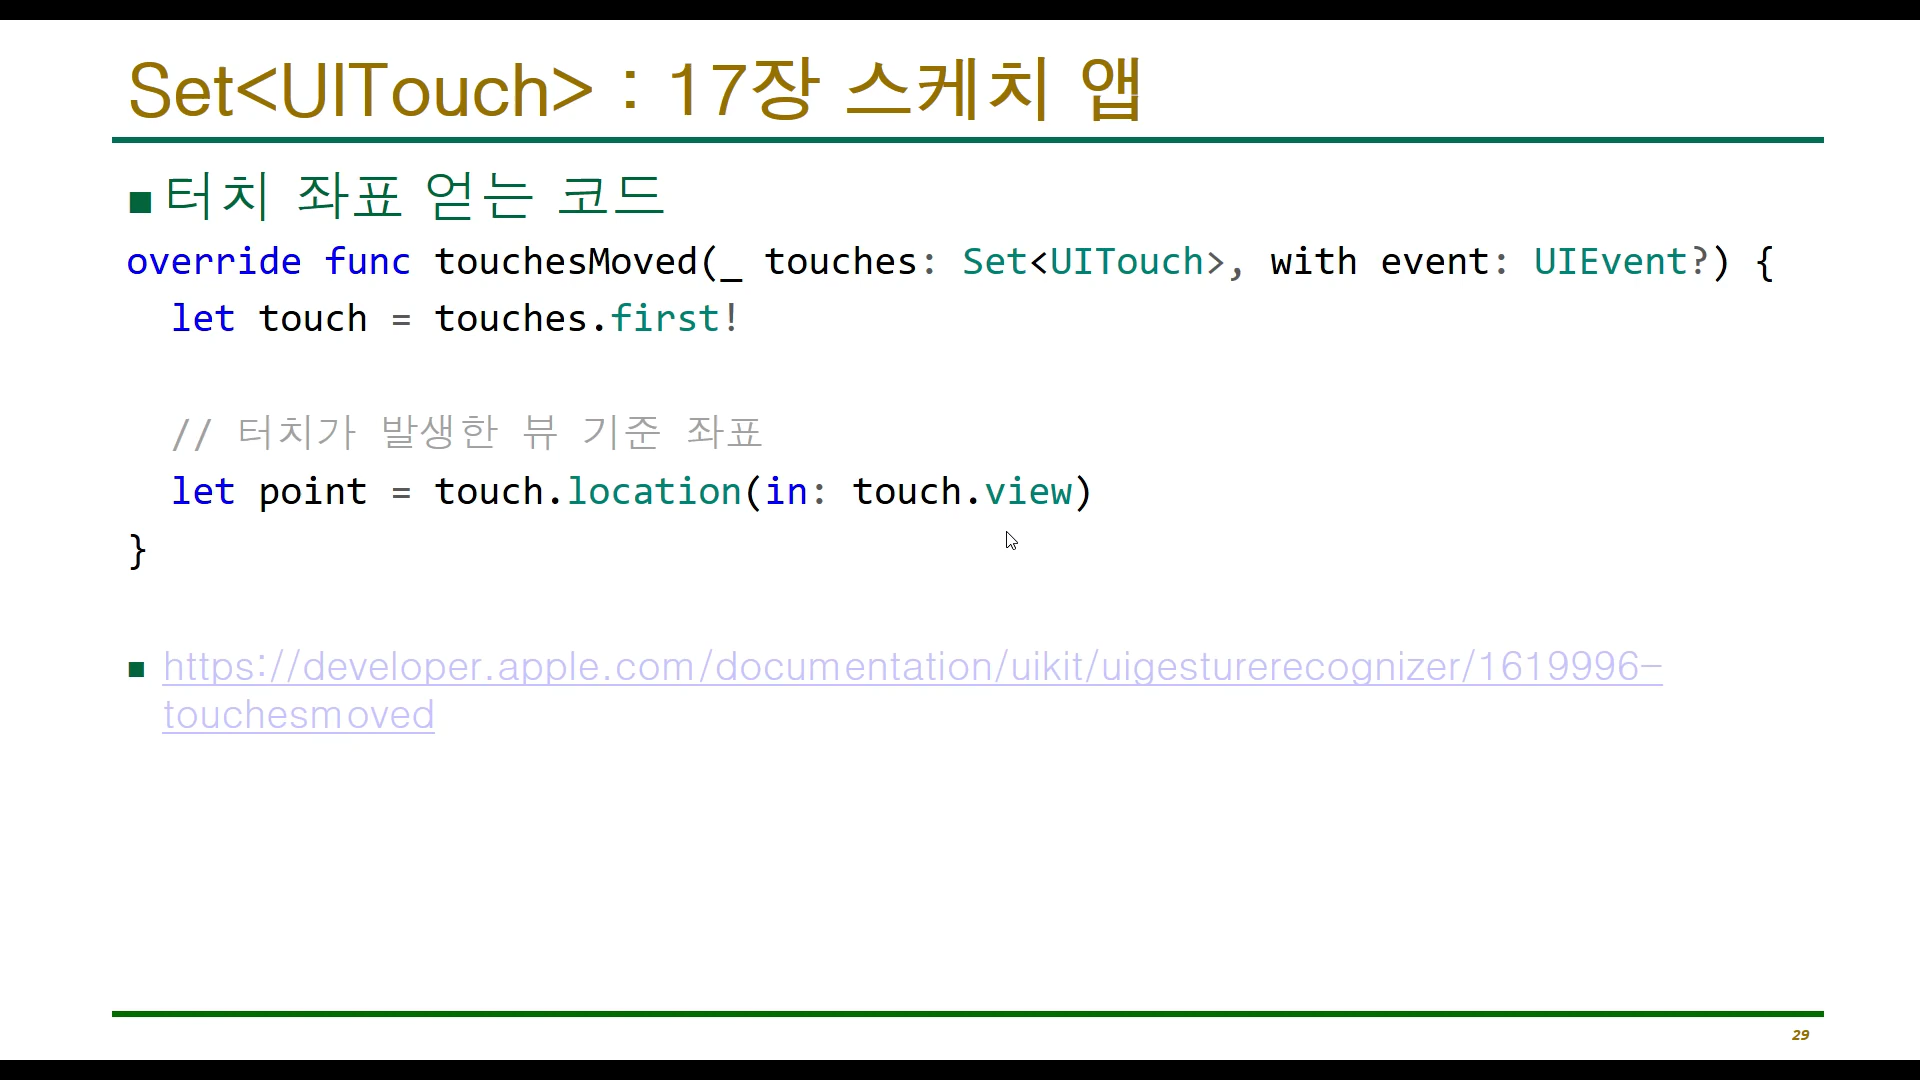 Set<UITouch> : 17장 스케치 앱
■ 터치 좌표 얻는 코드
override func touchesMoved(_ touches: Set<UITouch>, with event: UIEvent?) {
let touch = touches.first!
// 터치가 발생한 뷰 기준 좌표
let point = touch.location(in: touch.view)
}
■ https://developer.apple.com/documentation/uikit/uigesturerecognizer/1619996-
touchesmoved
29